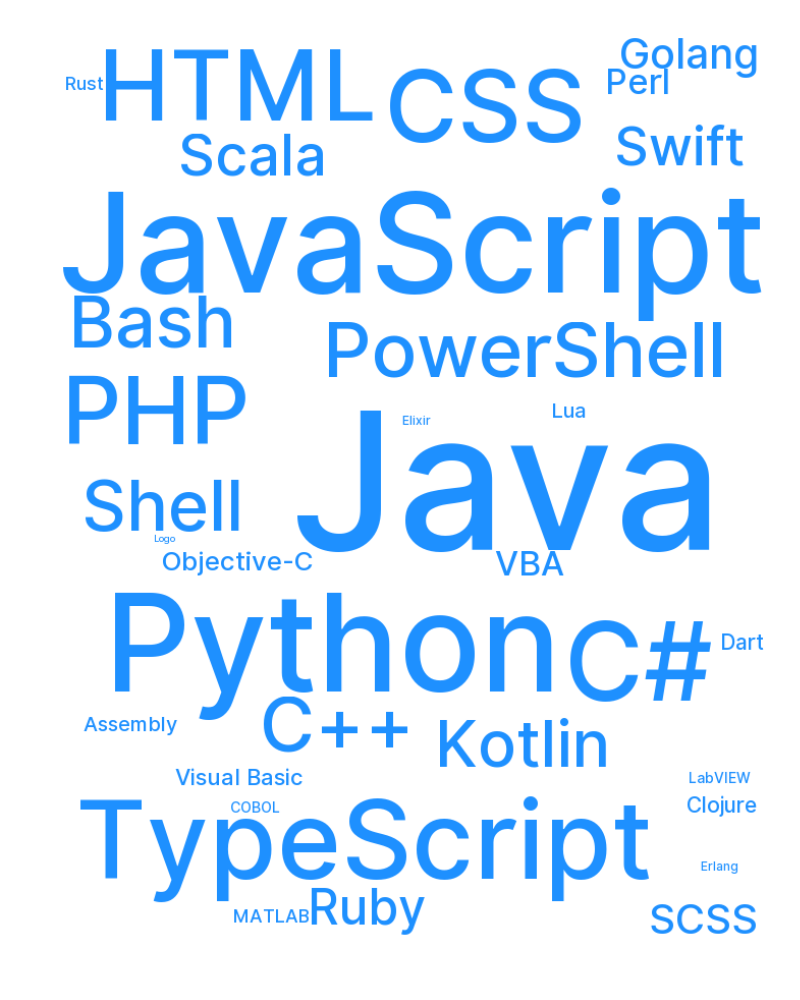 Golang
Rust HTML CSS Perl
Scala Swift
JavaScript
Bash PowerShell
PHP Elixir Lua
Java
Shell
Logo
Objective-C VBA
Python C# Dart
Assembly C++ Kotlin
Visual Basic LabVIEW
COBOL Clojure
TypeScript
Erlang
MATLAB Ruby SCSS